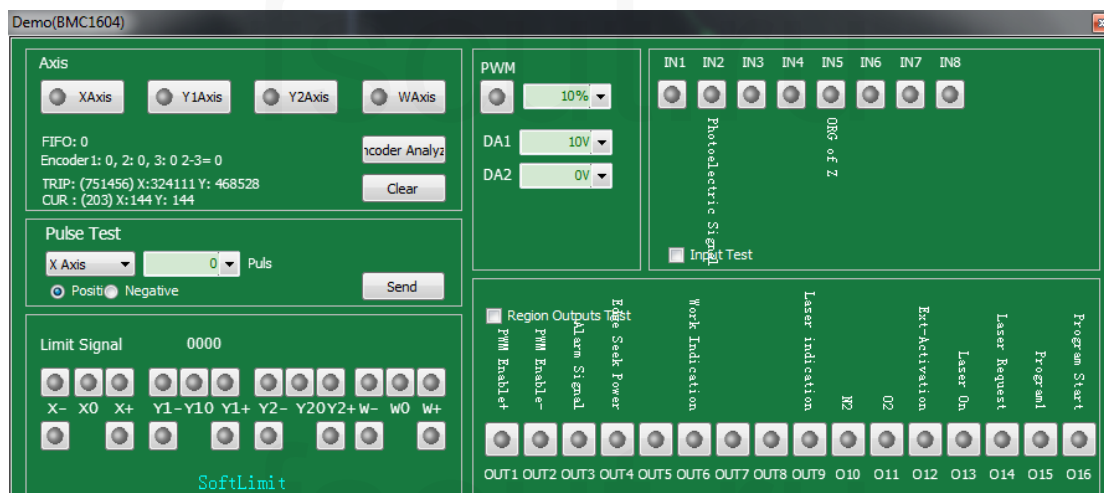 Demo(BMC1604)
Axis
XAxis
Y1Axis
Y2Axis
WAxis
FIFO: 0
Encoder1: 0, 2: 0, 3: 0 2-3= 0
ncoder Analyz
TRIP: (751456) X:324111 Y: 468528
CUR : (203) X:144 Y: 144
Clear
Pulse Test
X Axis
0
Puls
Positi
Negative
Send
Limit Signal
0000
X- X0 X+ Y1- Y10 Y1+ Y2- Y20 Y2+ W- W0 W+
SoftLimit
PWM
10%
DA1
10V
DA2
0V
IN1 IN2 IN3 IN4 IN5 IN6 IN7 IN8
Photoelectric Signal
ORG of Z
Input Test
Region Outputs Test
PWM Enable+
PWM Enable-
Alarm Signal
Edge Seek Power
Work Indication
Laser indication
N2
O2
Ext-Activation
Laser On
Laser Request
Program1
Program Start
OUT1 OUT2 OUT3 OUT4 OUT5 OUT6 OUT7 OUT8 OUT9 O10 O11 O12 O13 O14 O15 O16